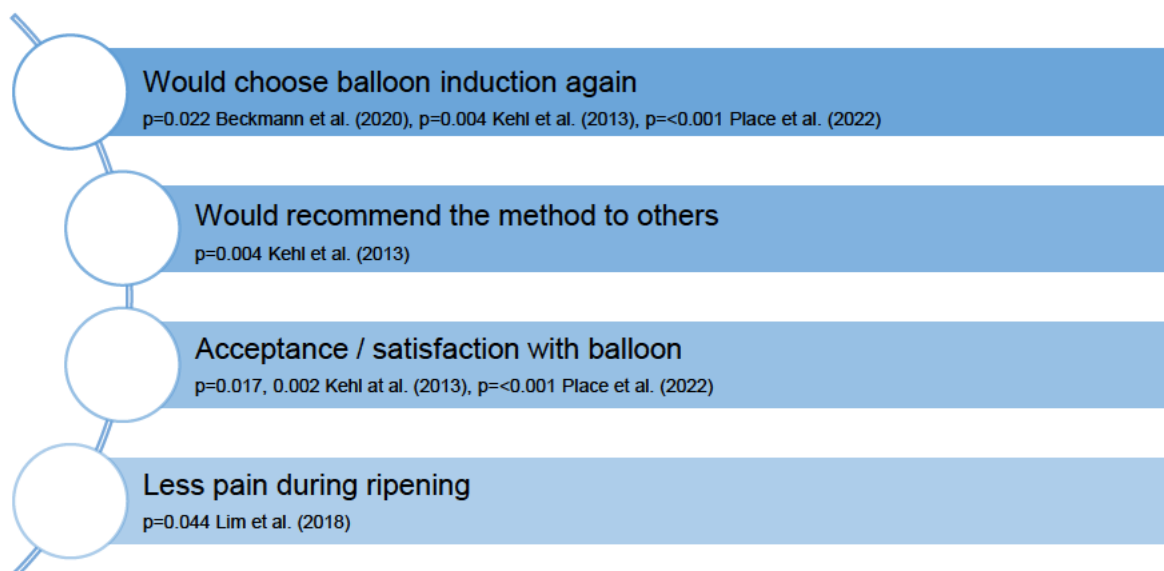 Would choose balloon induction again
p=0.022 Beckmann et al. (2020), p=0.004 Kehl et al. (2013), p=<0.001 Place et al. (2022)
Would recommend the method to others
p=0.004 Kehl et al. (2013)
Acceptance / satisfaction with balloon
p=0.017, 0.002 Kehl at al. (2013), p=<0.001 Place et al. (2022)
Less pain during ripening
p=0.044 Lim et al. (2018)